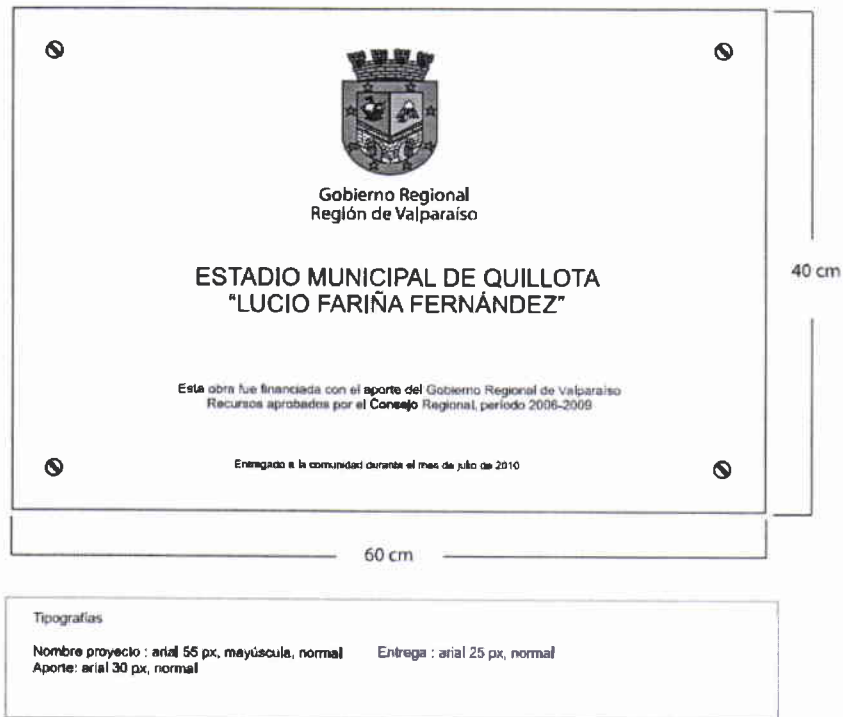 Gobierno Regional
Región de Valparaíso
ESTADIO MUNICIPAL DE QUILLOTA
"LUCIO FARIÑA FERNÁNDEZ"
Esta obra fue financiada con el aporte del Gobierno Regional de Valparaíso
Recursos aprobados por el Consejo Regional, período 2006-2009
Entregado a la comunidad durante el mes de julio de 2010
40 cm
60 cm
Tipografías
Nombre proyecto : arial 55 px, mayúscula, normal Entrega : arial 25 px, normal
Aporte: arial 30 px, normal